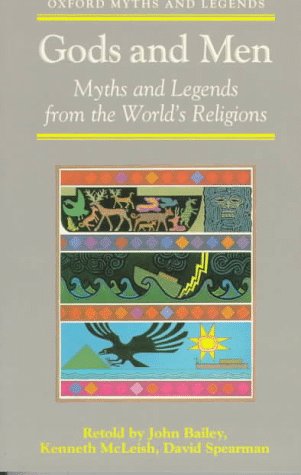 OXFORD MYTHS AND LEGENDS
Gods and Men
Myths and Legends
from the World's Religions
Retold by John Bailey,
Kenneth McLeish, David Spearman